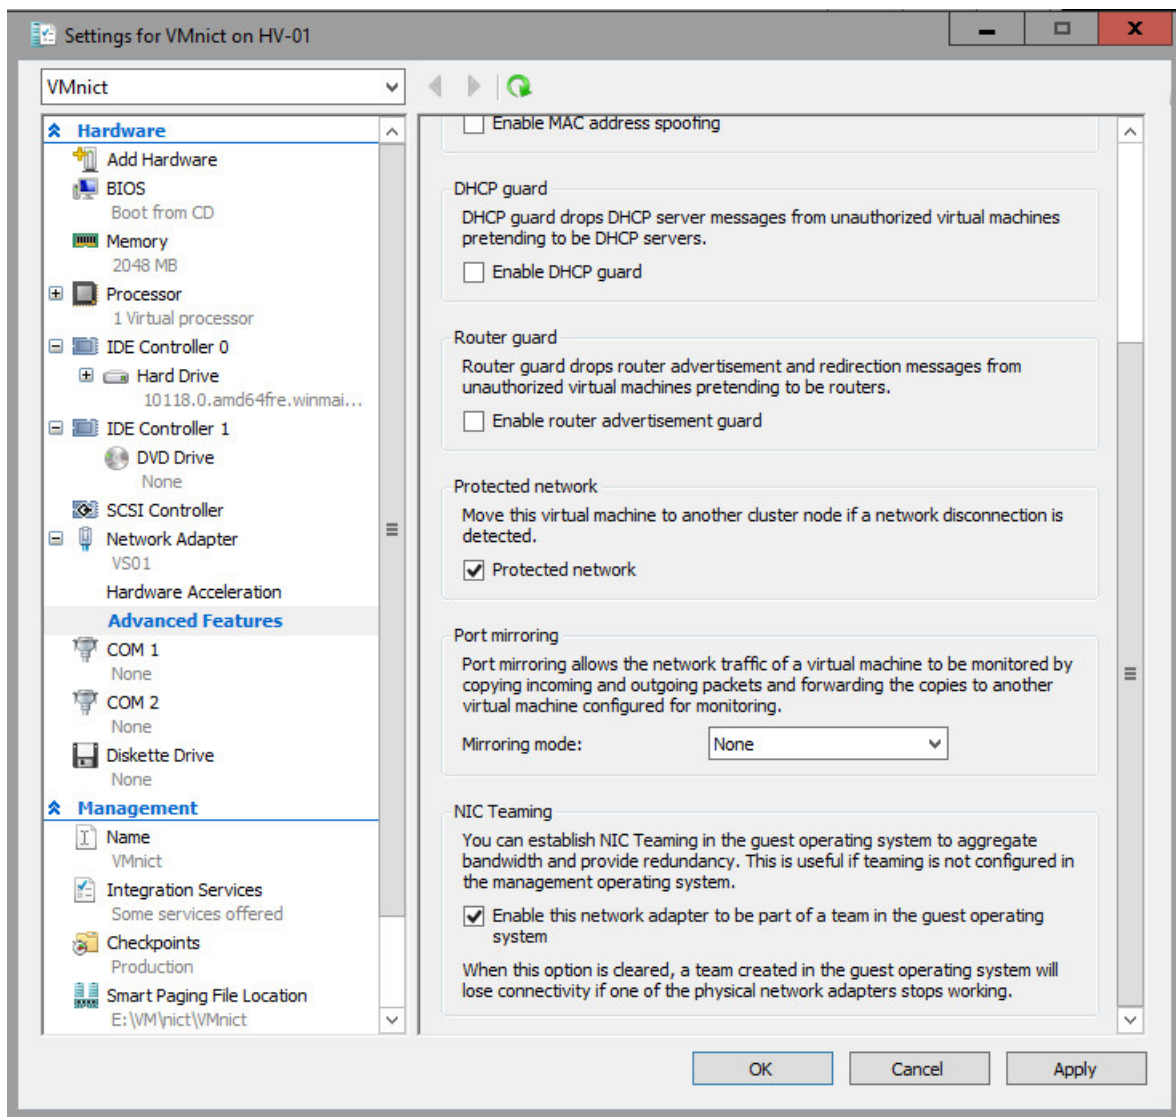 Settings for VMnict on HV-01
VMnict
Hardware
Add Hardware
BIOS
Boot from CD
Memory
2048 MB
Processor
1 Virtual processor
IDE Controller 0
Hard Drive
10118.0.amd64fre.winmai...
IDE Controller 1
DVD Drive
None
SCSI Controller
Network Adapter
VS01
Hardware Acceleration
Advanced Features
COM 1
None
COM 2
None
Diskette Drive
None
Management
Name
VMnict
Integration Services
Some services offered
Checkpoints
Production
Smart Paging File Location
E:\VM\nict\VMnict
Enable MAC address spoofing
DHCP guard
DHCP guard drops DHCP server messages from unauthorized virtual machines
pretending to be DHCP servers.
Enable DHCP guard
Router guard
Router guard drops router advertisement and redirection messages from
unauthorized virtual machines pretending to be routers.
Enable router advertisement guard
Protected network
Move this virtual machine to another cluster node if a network disconnection is
detected.
Protected network
Port mirroring
Port mirroring allows the network traffic of a virtual machine to be monitored by
copying incoming and outgoing packets and forwarding the copies to another
virtual machine configured for monitoring.
Mirroring mode: None
NIC Teaming
You can establish NIC Teaming in the guest operating system to aggregate
bandwidth and provide redundancy. This is useful if teaming is not configured in
the management operating system.
Enable this network adapter to be part of a team in the guest operating
system
When this option is cleared, a team created in the guest operating system will
lose connectivity if one of the physical network adapters stops working.
OK Cancel Apply